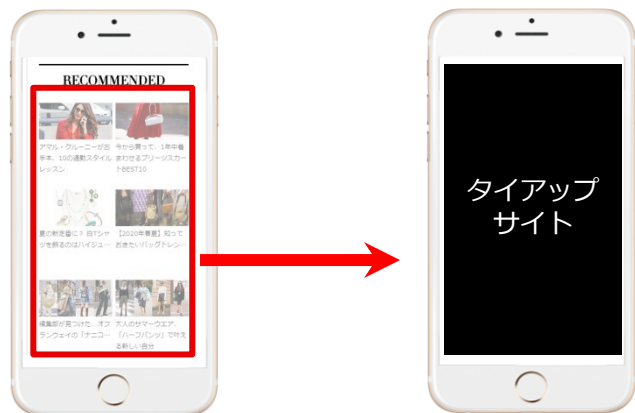 RECOMMENDED
アマル・クルーニーがお
手本、10の通勤スタイル
レッスン
今から買って、1年中着
まわせるプリーツスカー
トBEST10
夏の新定番に? 白Tシャ
ツを飾るのはハイジュ…
【2020年春夏】知って
おきたいバッグトレン…
編集部が見つけた、オフ
ランウェイの「ナニコ…
大人のサマーウエア、
「ハーフパンツ」で叶え
る新しい自分
タイアップ
サイト